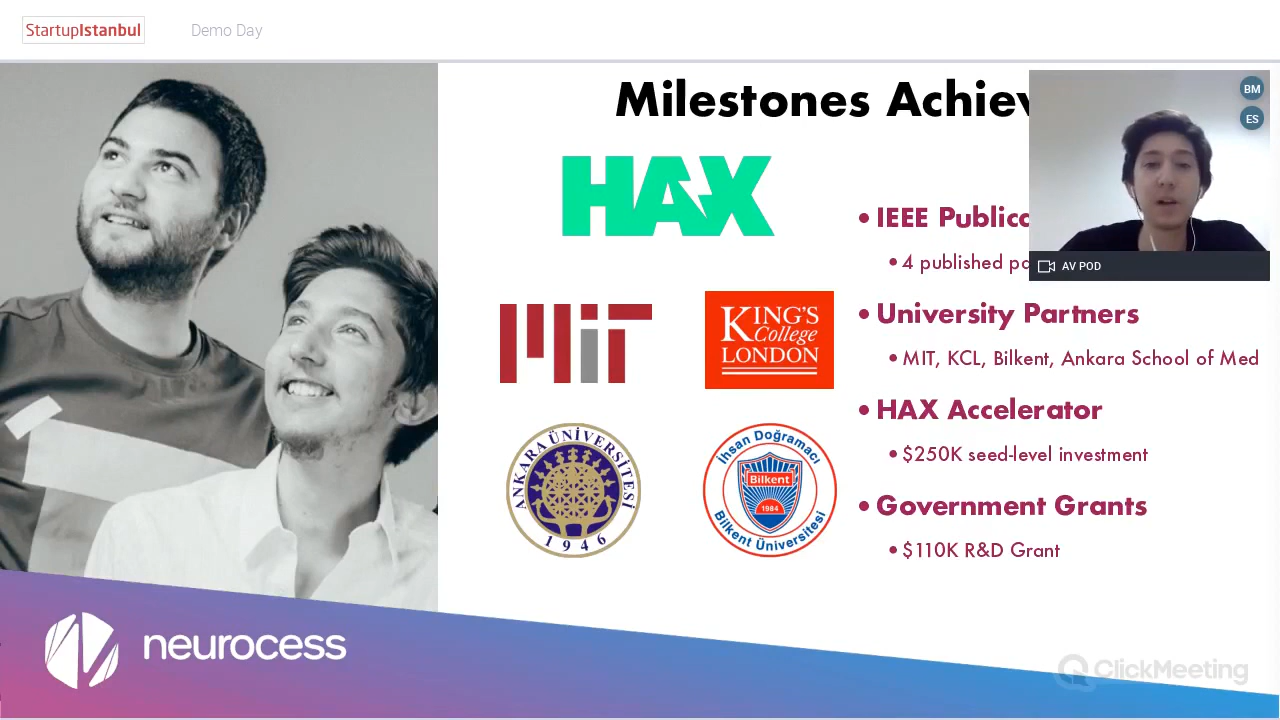 StartupIstanbul
Demo Day
Milestones Achiev
HAX
BM
ES
AV POD
• IEEE Publica
• 4 published pa
MIT
KING'S
College
LONDON
• University Partners
• MIT, KCL, Bilkent, Ankara School of Med
• HAX Accelerator
• $250K seed-level investment
ANKARA ÜNİVERSİTESİ
1946
İhsan Doğramacı
Bilkent
1984
Bilkent Üniversitesi
• Government Grants
• $110K R&D Grant
neurocess
ClickMeeting